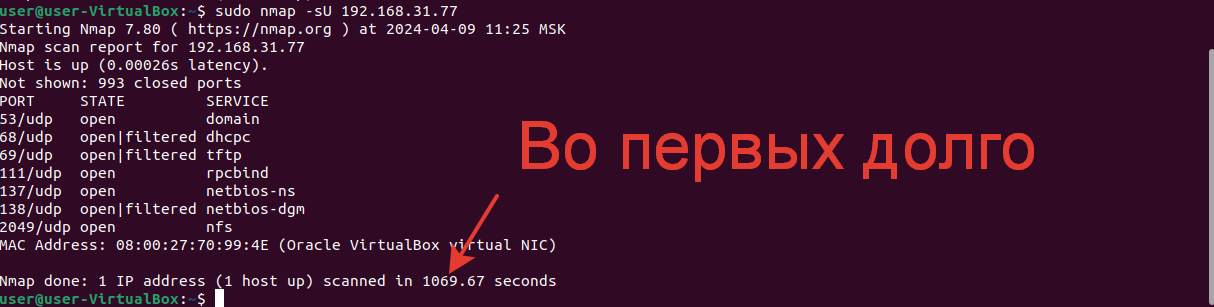 user@user-VirtualBox:~$ sudo nmap -sU 192.168.31.77
Starting Nmap 7.80 ( https://nmap.org ) at 2024-04-09 11:25 MSK
Nmap scan report for 192.168.31.77
Host is up (0.00026s latency).
Not shown: 993 closed ports
PORT     STATE         SERVICE
53/udp   open          domain
68/udp   open|filtered dhcpc
69/udp   open|filtered tftp
111/udp  open          rpcbind
137/udp  open          netbios-ns
138/udp  open|filtered netbios-dgm
2049/udp open          nfs
MAC Address: 08:00:27:70:99:4E (Oracle VirtualBox virtual NIC)
Во первых долго
Nmap done: 1 IP address (1 host up) scanned in 1069.67 seconds
user@user-VirtualBox:~$